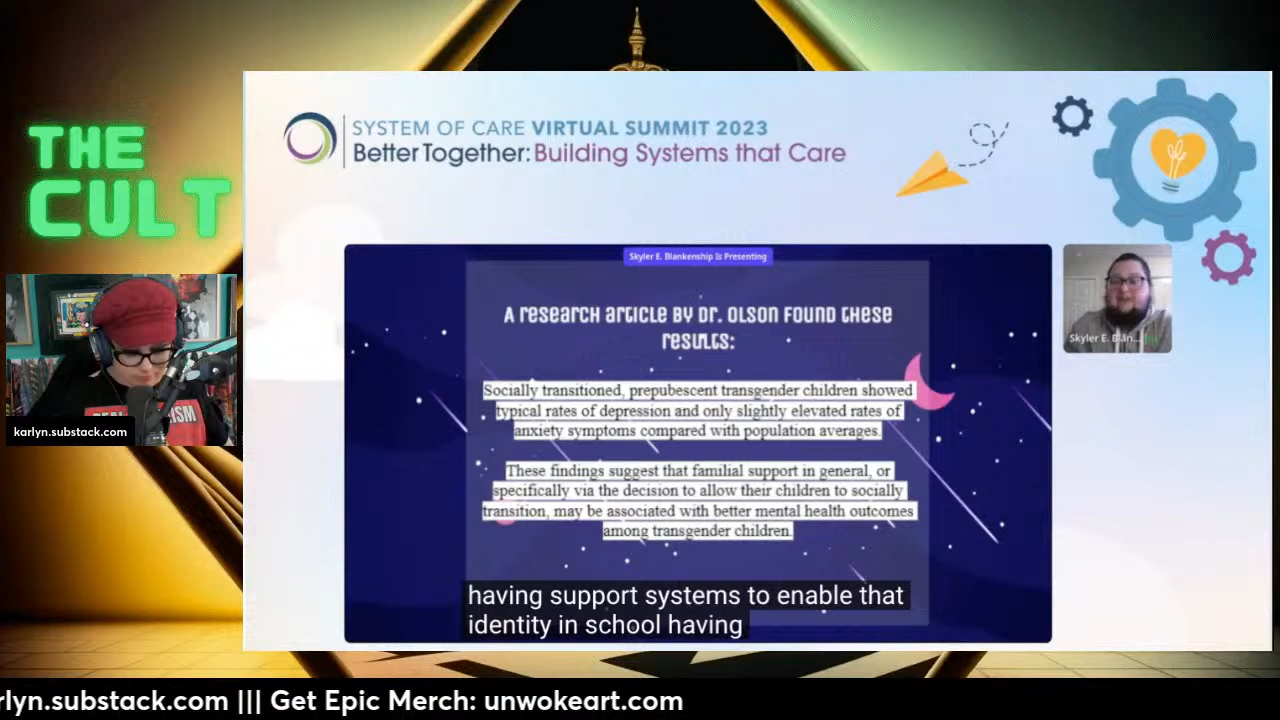 THE
CULT
SYSTEM OF CARE VIRTUAL SUMMIT 2023
Better Together: Building Systems that Care
Skyler E. Blankenship Is Presenting
A research article by Dr. Olson found these
results:
Socially transitioned, prepubescent transgender children showed
typical rates of depression and only slightly elevated rates of
anxiety symptoms compared with population averages.
These findings suggest that familial support in general, or
specifically via the decision to allow their children to socially
transition, may be associated with better mental health outcomes
among transgender children.
having support systems to enable that
identity in school having
Skyler E. Blan...
karlyn.substack.com
rlyn.substack.com ||| Get Epic Merch: unwokeart.com